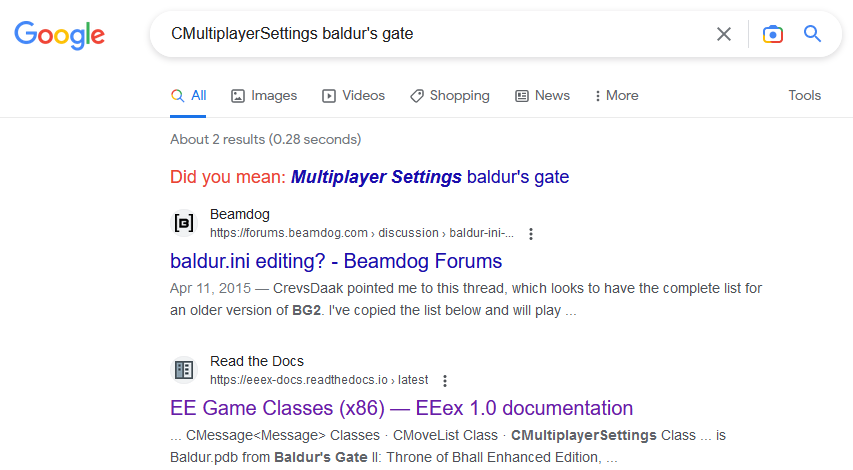 Google
CMultiplayerSettings baldur's gate
All Images Videos Shopping News More Tools
About 2 results (0.28 seconds)
Did you mean: Multiplayer Settings baldur's gate
Beamdog
https://forums.beamdog.com › discussion › baldur-ini-...
baldur.ini editing? - Beamdog Forums
Apr 11, 2015 — CrevsDaak pointed me to this thread, which looks to have the complete list for
an older version of BG2. I've copied the list below and will play ...
Read the Docs
https://eeex-docs.readthedocs.io › latest
EE Game Classes (x86) — EEex 1.0 documentation
... CMessage<Message> Classes · CMoveList Class · CMultiplayerSettings Class ... is
Baldur.pdb from Baldur's Gate II: Throne of Bhall Enhanced Edition, ...